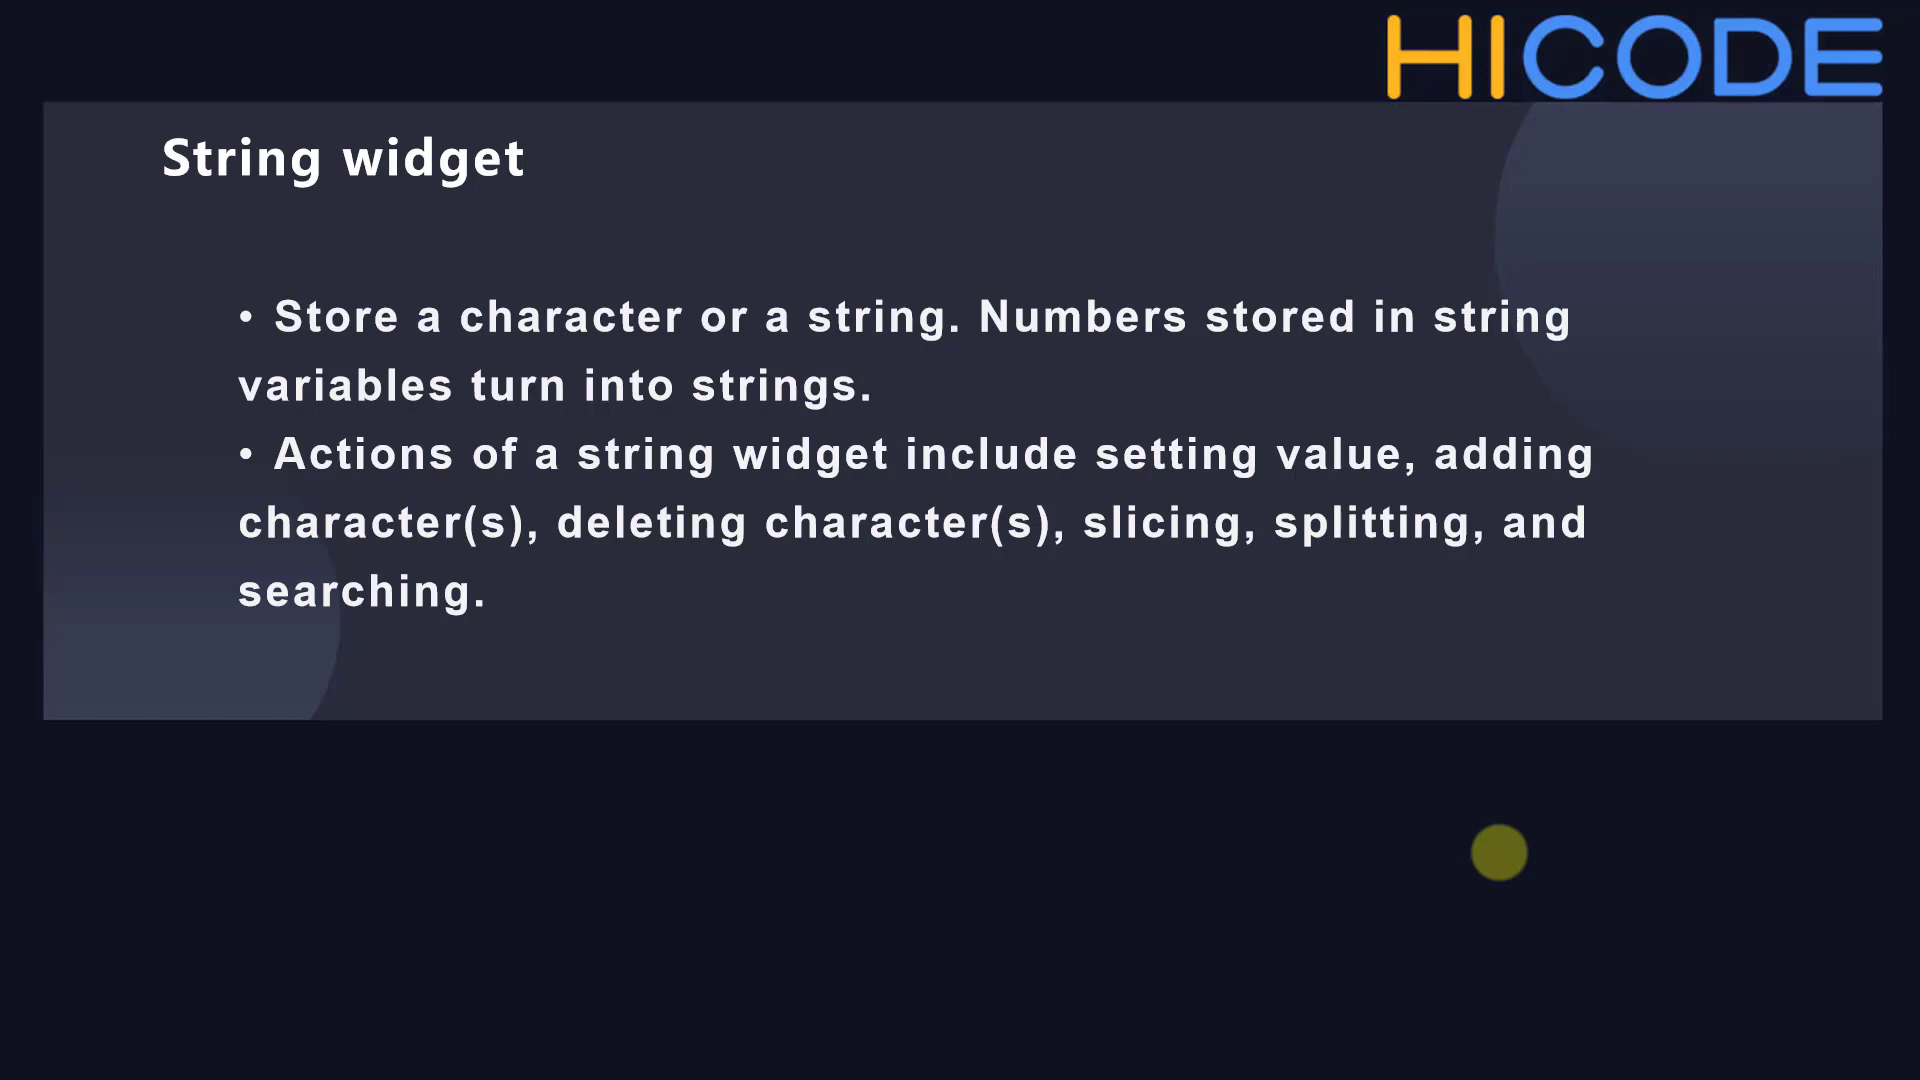 HICODE
String widget
• Store a character or a string. Numbers stored in string
variables turn into strings.
• Actions of a string widget include setting value, adding
character(s), deleting character(s), slicing, splitting, and
searching.